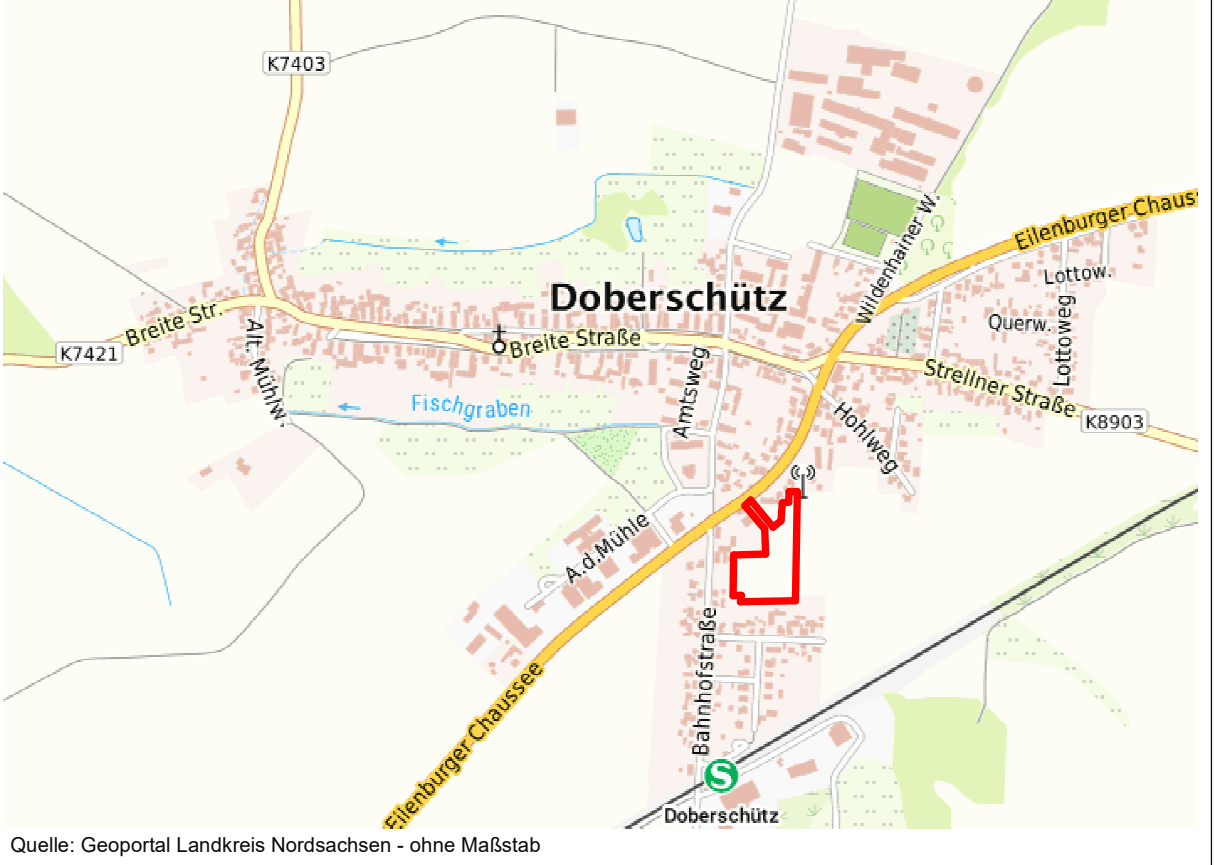 K7403
Eilenburger Chaus
Wildenhainer W.
Lottow.
Doberschütz
Querw.
Lottoweg
Breite Str.
Breite Straße
K7421
Alt. Mühlw.
Amtsweg
Strellner Straße
Fischgraben
Hohlweg
K8903
A.d.Mühle
Bahnhofstraße
Eilenburger Chaussee
S
Doberschütz
Quelle: Geoportal Landkreis Nordsachsen - ohne Maßstab